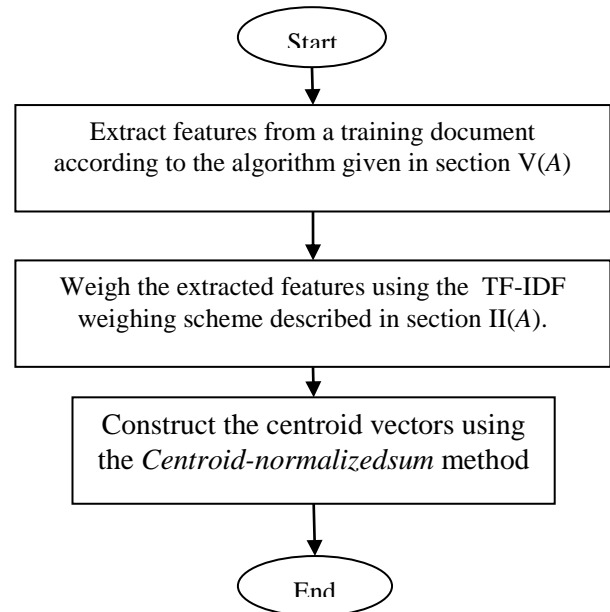 Start
Extract features from a training document
according to the algorithm given in section V(A)
Weigh the extracted features using the TF-IDF
weighing scheme described in section II(A).
Construct the centroid vectors using
the Centroid-normalizedsum method
End